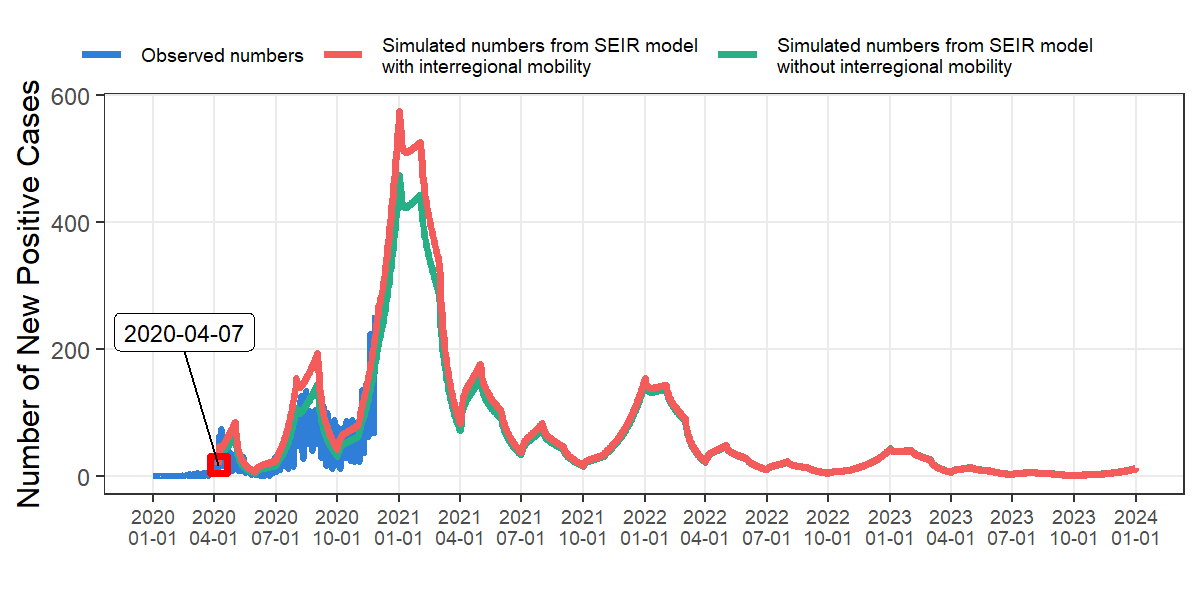 Observed numbers
Simulated numbers from SEIR model
with interregional mobility
Simulated numbers from SEIR model
without interregional mobility
Number of New Positive Cases
600
400
200
0
2020-04-07
2020 2020 2020 2020 2021 2021 2021 2021 2022 2022 2022 2022 2023 2023 2023 2023 2024
01-01 04-01 07-01 10-01 01-01 04-01 07-01 10-01 01-01 04-01 07-01 10-01 01-01 04-01 07-01 10-01 01-01